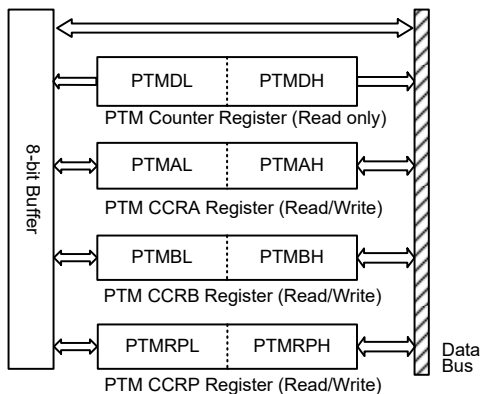 PTMDL PTMDH
PTM Counter Register (Read only)
8-bit Buffer
PTMAL PTMAH
PTM CCRA Register (Read/Write)
PTMBL PTMBH
PTM CCRB Register (Read/Write)
PTMRPL PTMRPH
PTM CCRP Register (Read/Write)
Data
Bus